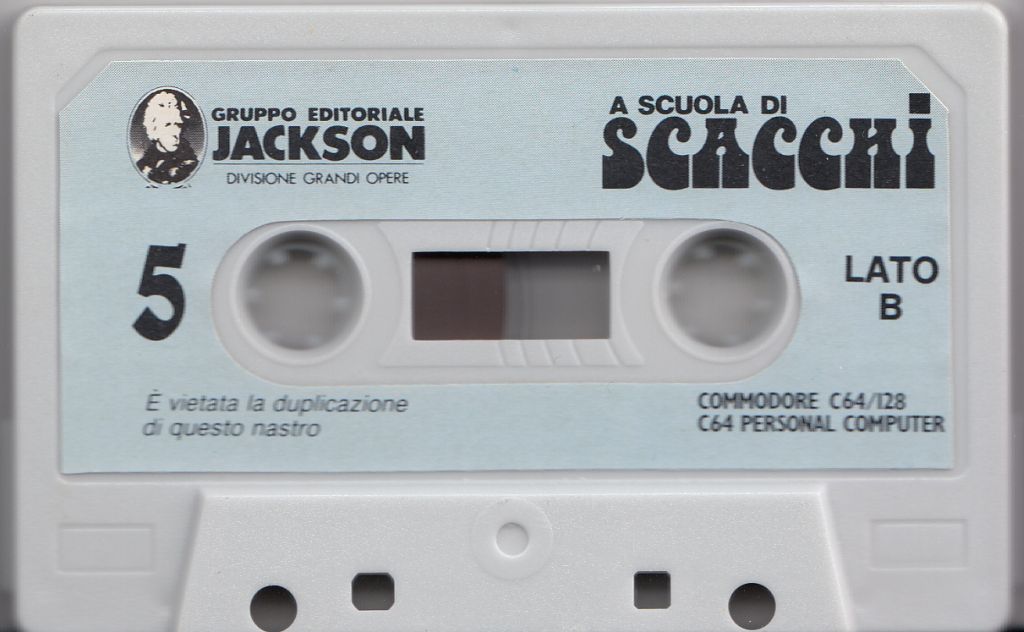 GRUPPO EDITORIALE
JACKSON
DIVISIONE GRANDI OPERE
A SCUOLA DI
SCACCHI
5
LATO
B
È vietata la duplicazione
di questo nastro
COMMODORE C64/128
C64 PERSONAL COMPUTER